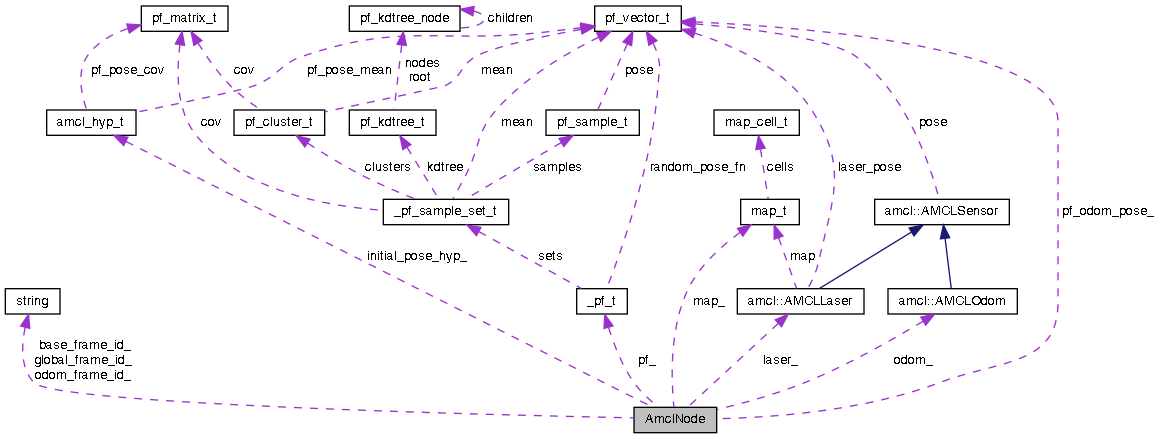 pf_matrix_t
pf_kdtree_node
children
pf_vector_t
pf_pose_cov
cov
pf_pose_mean
nodes
root
mean
pose
amcl_hyp_t
pf_cluster_t
pf_kdtree_t
pf_sample_t
map_cell_t
cov
mean
pose
clusters
kdtree
samples
random_pose_fn
cells
laser_pose
_pf_sample_set_t
map_t
amcl::AMCLSensor
pf_odom_pose_
initial_pose_hyp_
sets
map
string
_pf_t
map_
amcl::AMCLLaser
amcl::AMCLOdom
base_frame_id_
global_frame_id_
odom_frame_id_
pf_
laser_
odom_
AmclNode